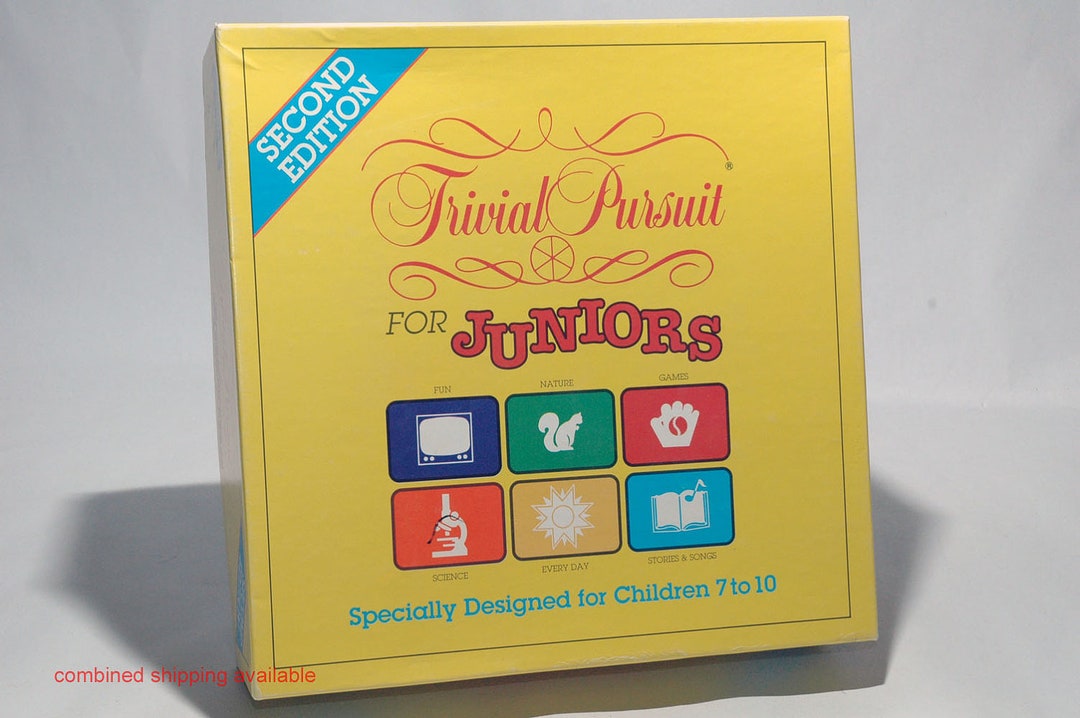 SECOND
EDITION
Trivial Pursuit®
FOR JUNIORS
FUN NATURE GAMES
SCIENCE EVERY DAY STORIES & SONGS
Specially Designed for Children 7 to 10
combined shipping available